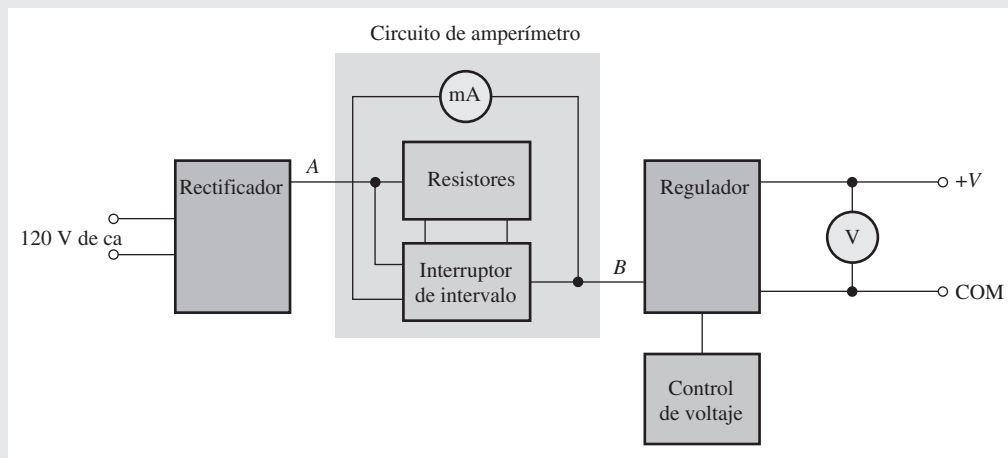 Circuito de amperímetro
mA
A
Rectificador
Resistores
Regulador
+V
120 V de ca
V
Interruptor
de intervalo
B
COM
Control
de voltaje